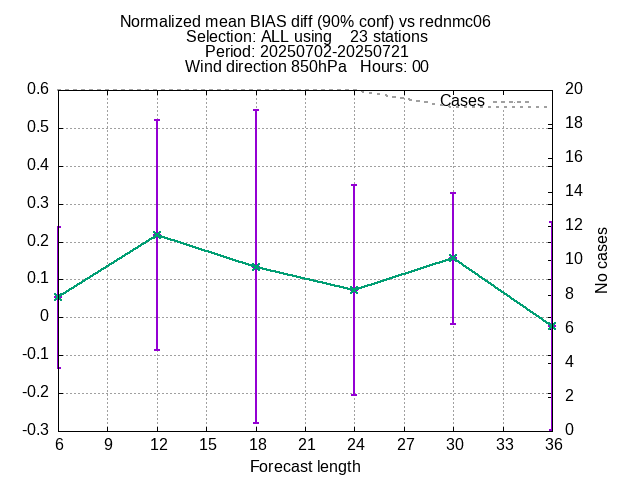 Normalized mean BIAS diff (90% conf) vs rednmc06
Selection: ALL using    23 stations
Period: 20250702-20250721
Wind direction 850hPa   Hours: 00
0.6
0.5
0.4
0.3
0.2
0.1
0
-0.1
-0.2
-0.3
Cases
20
18
16
14
12
10
8
6
4
2
0
No cases
6 9 12 15 18 21 24 27 30 33 36
Forecast length